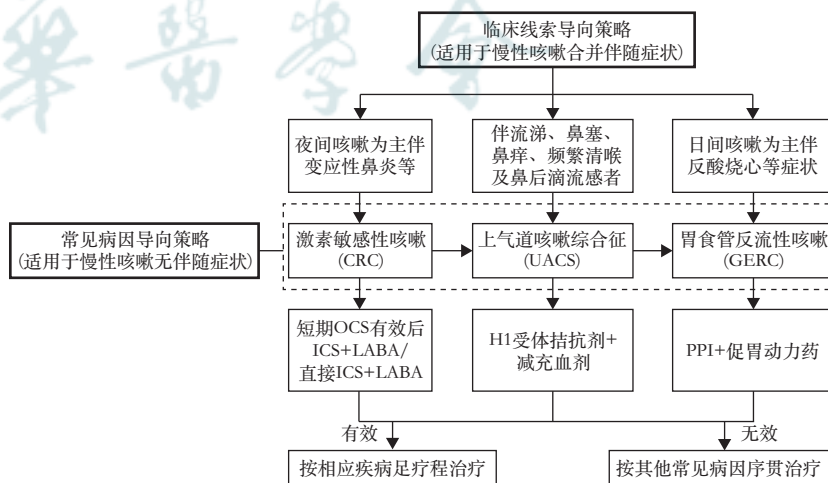 華醫學會
临床线索导向策略
(适用于慢性咳嗽合并伴随症状)
夜间咳嗽为主伴
变应性鼻炎等
伴流涕、鼻塞、
鼻痒、频繁清喉
及鼻后滴流感者
日间咳嗽为主伴
反酸烧心等症状
常见病因导向策略
(适用于慢性咳嗽无伴随症状)
激素敏感性咳嗽
(CRC)
上气道咳嗽综合征
(UACS)
胃食管反流性咳嗽
(GERC)
短期OCS有效后
ICS+LABA/
直接ICS+LABA
H1受体拮抗剂+
减充血剂
PPI+促胃动力药
有效
无效
按相应疾病足疗程治疗
按其他常见病因序贯治疗